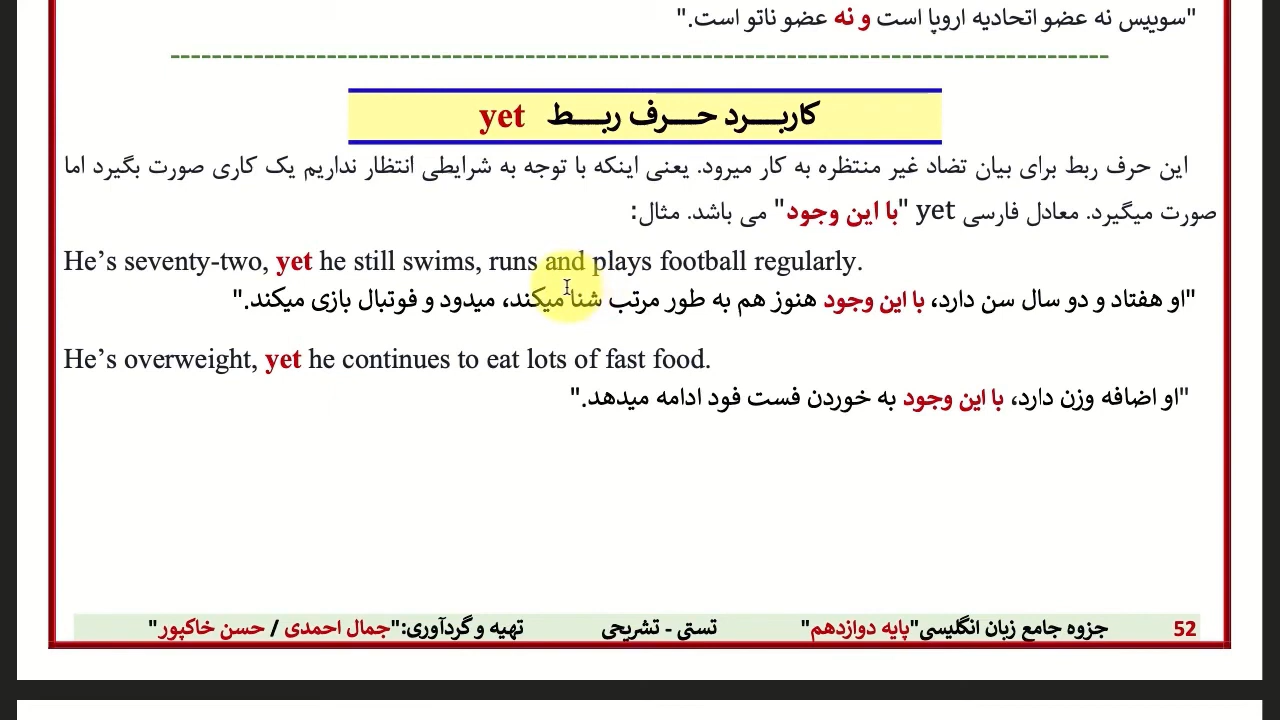 "سوییس نه عضو اتحادیه اروپا است و نه عضو ناتو است."
کاربـــرد حـــرف ربـــط yet
این حرف ربط برای بیان تضاد غیر منتظره به کار میرود. یعنی اینکه با توجه به شرایطی انتظار نداریم یک کاری صورت بگیرد اما
صورت میگیرد. معادل فارسی yet "با این وجود" می باشد. مثال:
He’s seventy-two, yet he still swims, runs and plays football regularly.
"او هفتاد و دو سال سن دارد، با این وجود هنوز هم به طور مرتب شنا میکند، میدود و فوتبال بازی میکند."
He’s overweight, yet he continues to eat lots of fast food.
"او اضافه وزن دارد، با این وجود به خوردن فست فود ادامه میدهد."
52 جزوه جامع زبان انگلیسی"پایه دوازدهم" تستی - تشریحی تهیه و گردآوری:"جمال احمدی / حسن خاکپور"